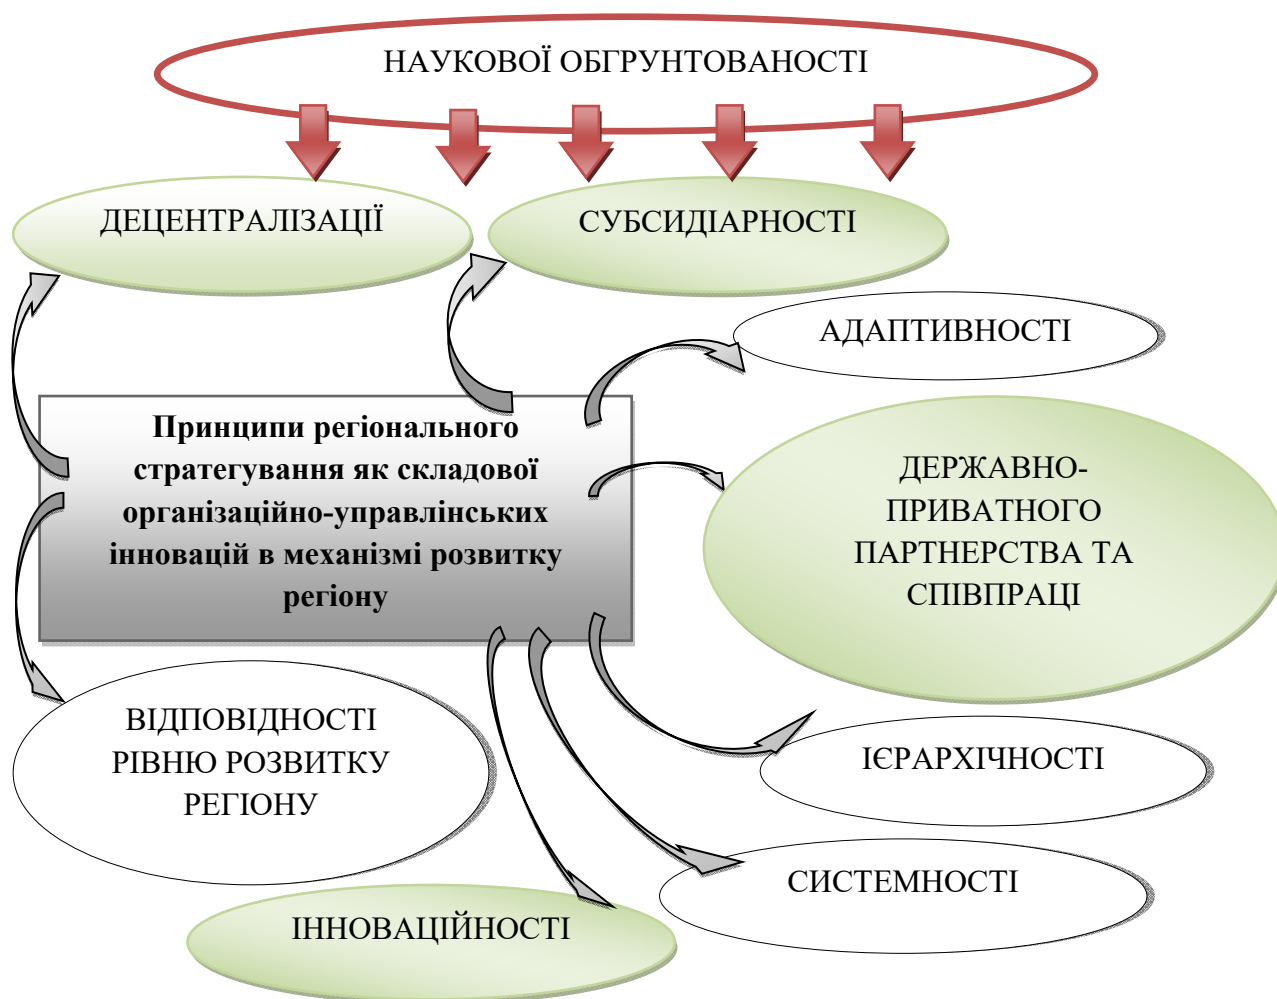 НАУКОВОЇ ОБГРУНТОВАНОСТІ
ДЕЦЕНТРАЛІЗАЦІЇ
СУБСИДІАРНОСТІ
АДАПТИВНОСТІ
Принципи регіонального
стратегування як складової
організаційно-управлінських
інновацій в механізмі розвитку
регіону
ДЕРЖАВНО-
ПРИВАТНОГО
ПАРТНЕРСТВА ТА
СПІВПРАЦІ
ВІДПОВІДНОСТІ
РІВНЮ РОЗВИТКУ
РЕГІОНУ
ІЄРАРХІЧНОСТІ
СИСТЕМНОСТІ
ІННОВАЦІЙНОСТІ